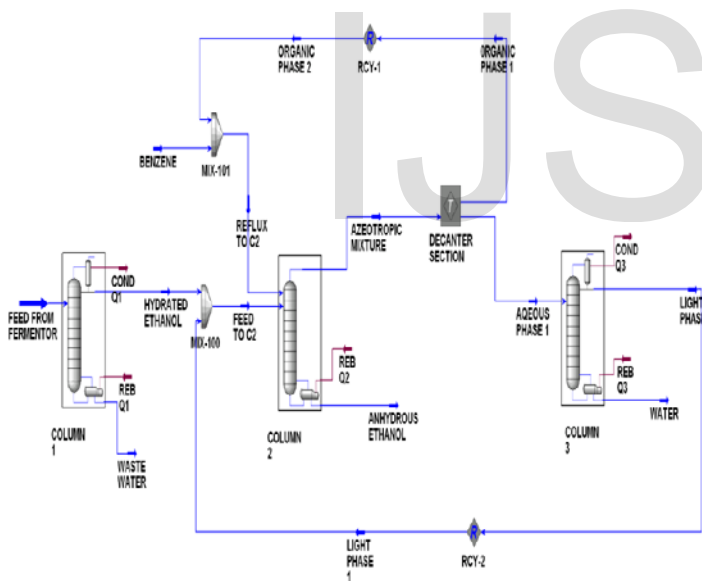 IJS
ORGANIC
PHASE 2
R
RCY-1
ORGANIC
PHASE 1
BENZENE
MIX-101
REFLUX
TO C2
AZEOTROPIC
MIXTURE
T
DECANTER
SECTION
COND
Q1
HYDRATED
ETHANOL
FEED FROM
FERMENTOR
MIX-100
FEED
TO C2
COND
Q3
LIGHT
PHASE
AQEOUS
PHASE 1
REB
Q1
REB
Q2
REB
Q3
COLUMN
1
WASTE
WATER
COLUMN
2
ANHYDROUS
ETHANOL
COLUMN
3
WATER
LIGHT
PHASE
1
R
RCY-2